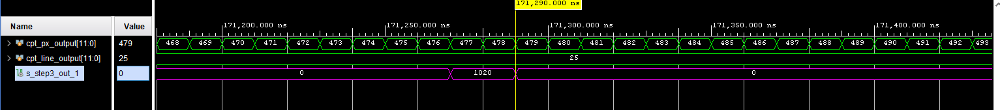 171,290.000 ns
Name Value 171,200.000 ns 171,250.000 ns 171,300.000 ns 171,350.000 ns 171,400.000 ns
cpt_px_output[11:0] 479 468 469 470 471 472 473 474 475 476 477 478 479 480 481 482 483 484 485 486 487 488 489 490 491 492 493
cpt_line_output[11:0] 25 25
s_step3_out_1 0 0 1020 0